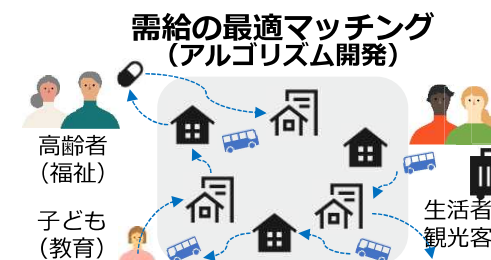 需給の最適マッチング
（アルゴリズム開発）
高齢者
（福祉）
子ども
（教育）
生活者
観光客